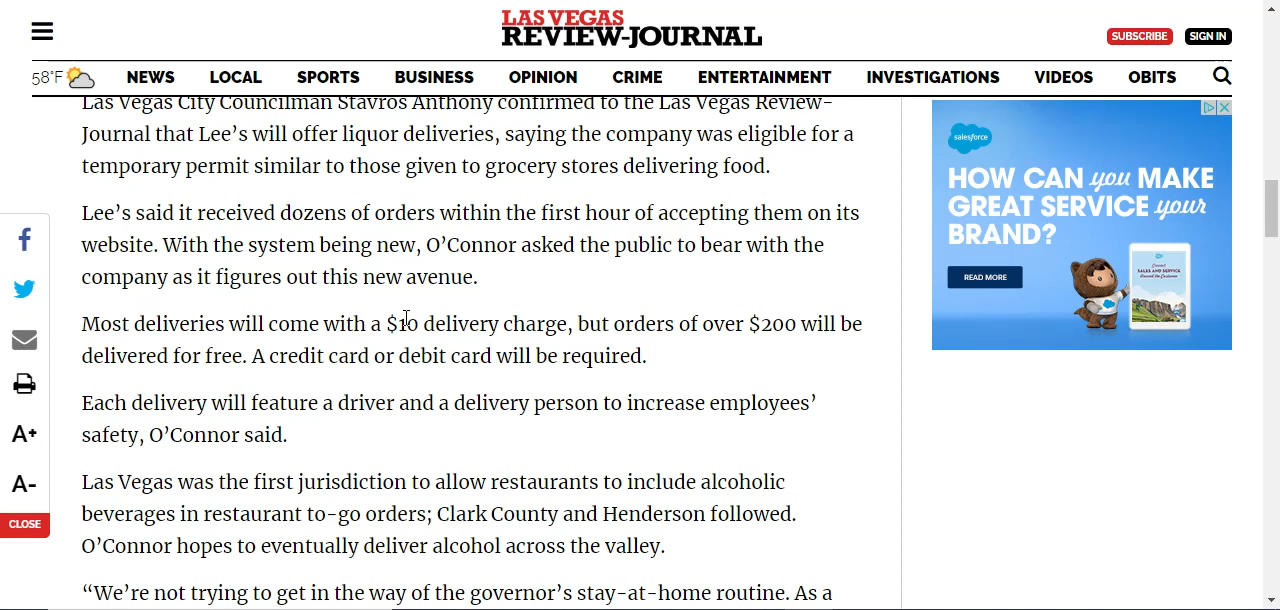 LAS VEGAS
REVIEW-JOURNAL
SUBSCRIBE
SIGN IN
58°F
NEWS LOCAL SPORTS BUSINESS OPINION CRIME ENTERTAINMENT INVESTIGATIONS VIDEOS OBITS
Las Vegas City Councilman Stavros Anthony confirmed to the Las Vegas Review-
Journal that Lee’s will offer liquor deliveries, saying the company was eligible for a
temporary permit similar to those given to grocery stores delivering food.
Lee’s said it received dozens of orders within the first hour of accepting them on its
website. With the system being new, O’Connor asked the public to bear with the
company as it figures out this new avenue.
Most deliveries will come with a $10 delivery charge, but orders of over $200 will be
delivered for free. A credit card or debit card will be required.
Each delivery will feature a driver and a delivery person to increase employees’
safety, O’Connor said.
Las Vegas was the first jurisdiction to allow restaurants to include alcoholic
beverages in restaurant to-go orders; Clark County and Henderson followed.
O’Connor hopes to eventually deliver alcohol across the valley.
“We’re not trying to get in the way of the governor’s stay-at-home routine. As a
A+
A-
CLOSE
salesforce
HOW CAN you MAKE
GREAT SERVICE your
BRAND?
READ MORE
SALES AND SERVICE